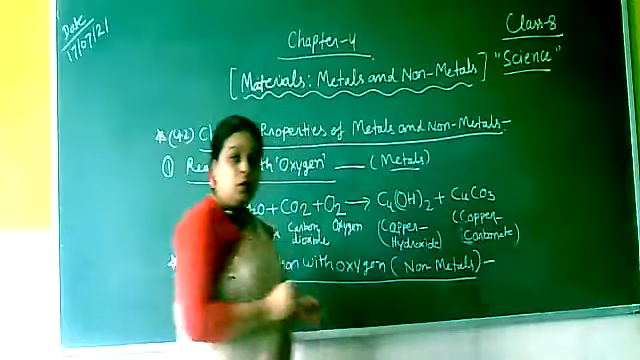 Date
17/07/21
Class-8
Chapter-4
"Science"
[Materials: Metals and Non-Metals]
(4.2) Properties of Metals and Non-Metals-
① with 'Oxygen' — (Metals)
+ CO2 + O2 → Cu(OH)2 + CuCO3
Carbon dioxide Oxygen (Copper-Hydroxide) (Copper Carbonate)
with oxygen (Non-Metals)-